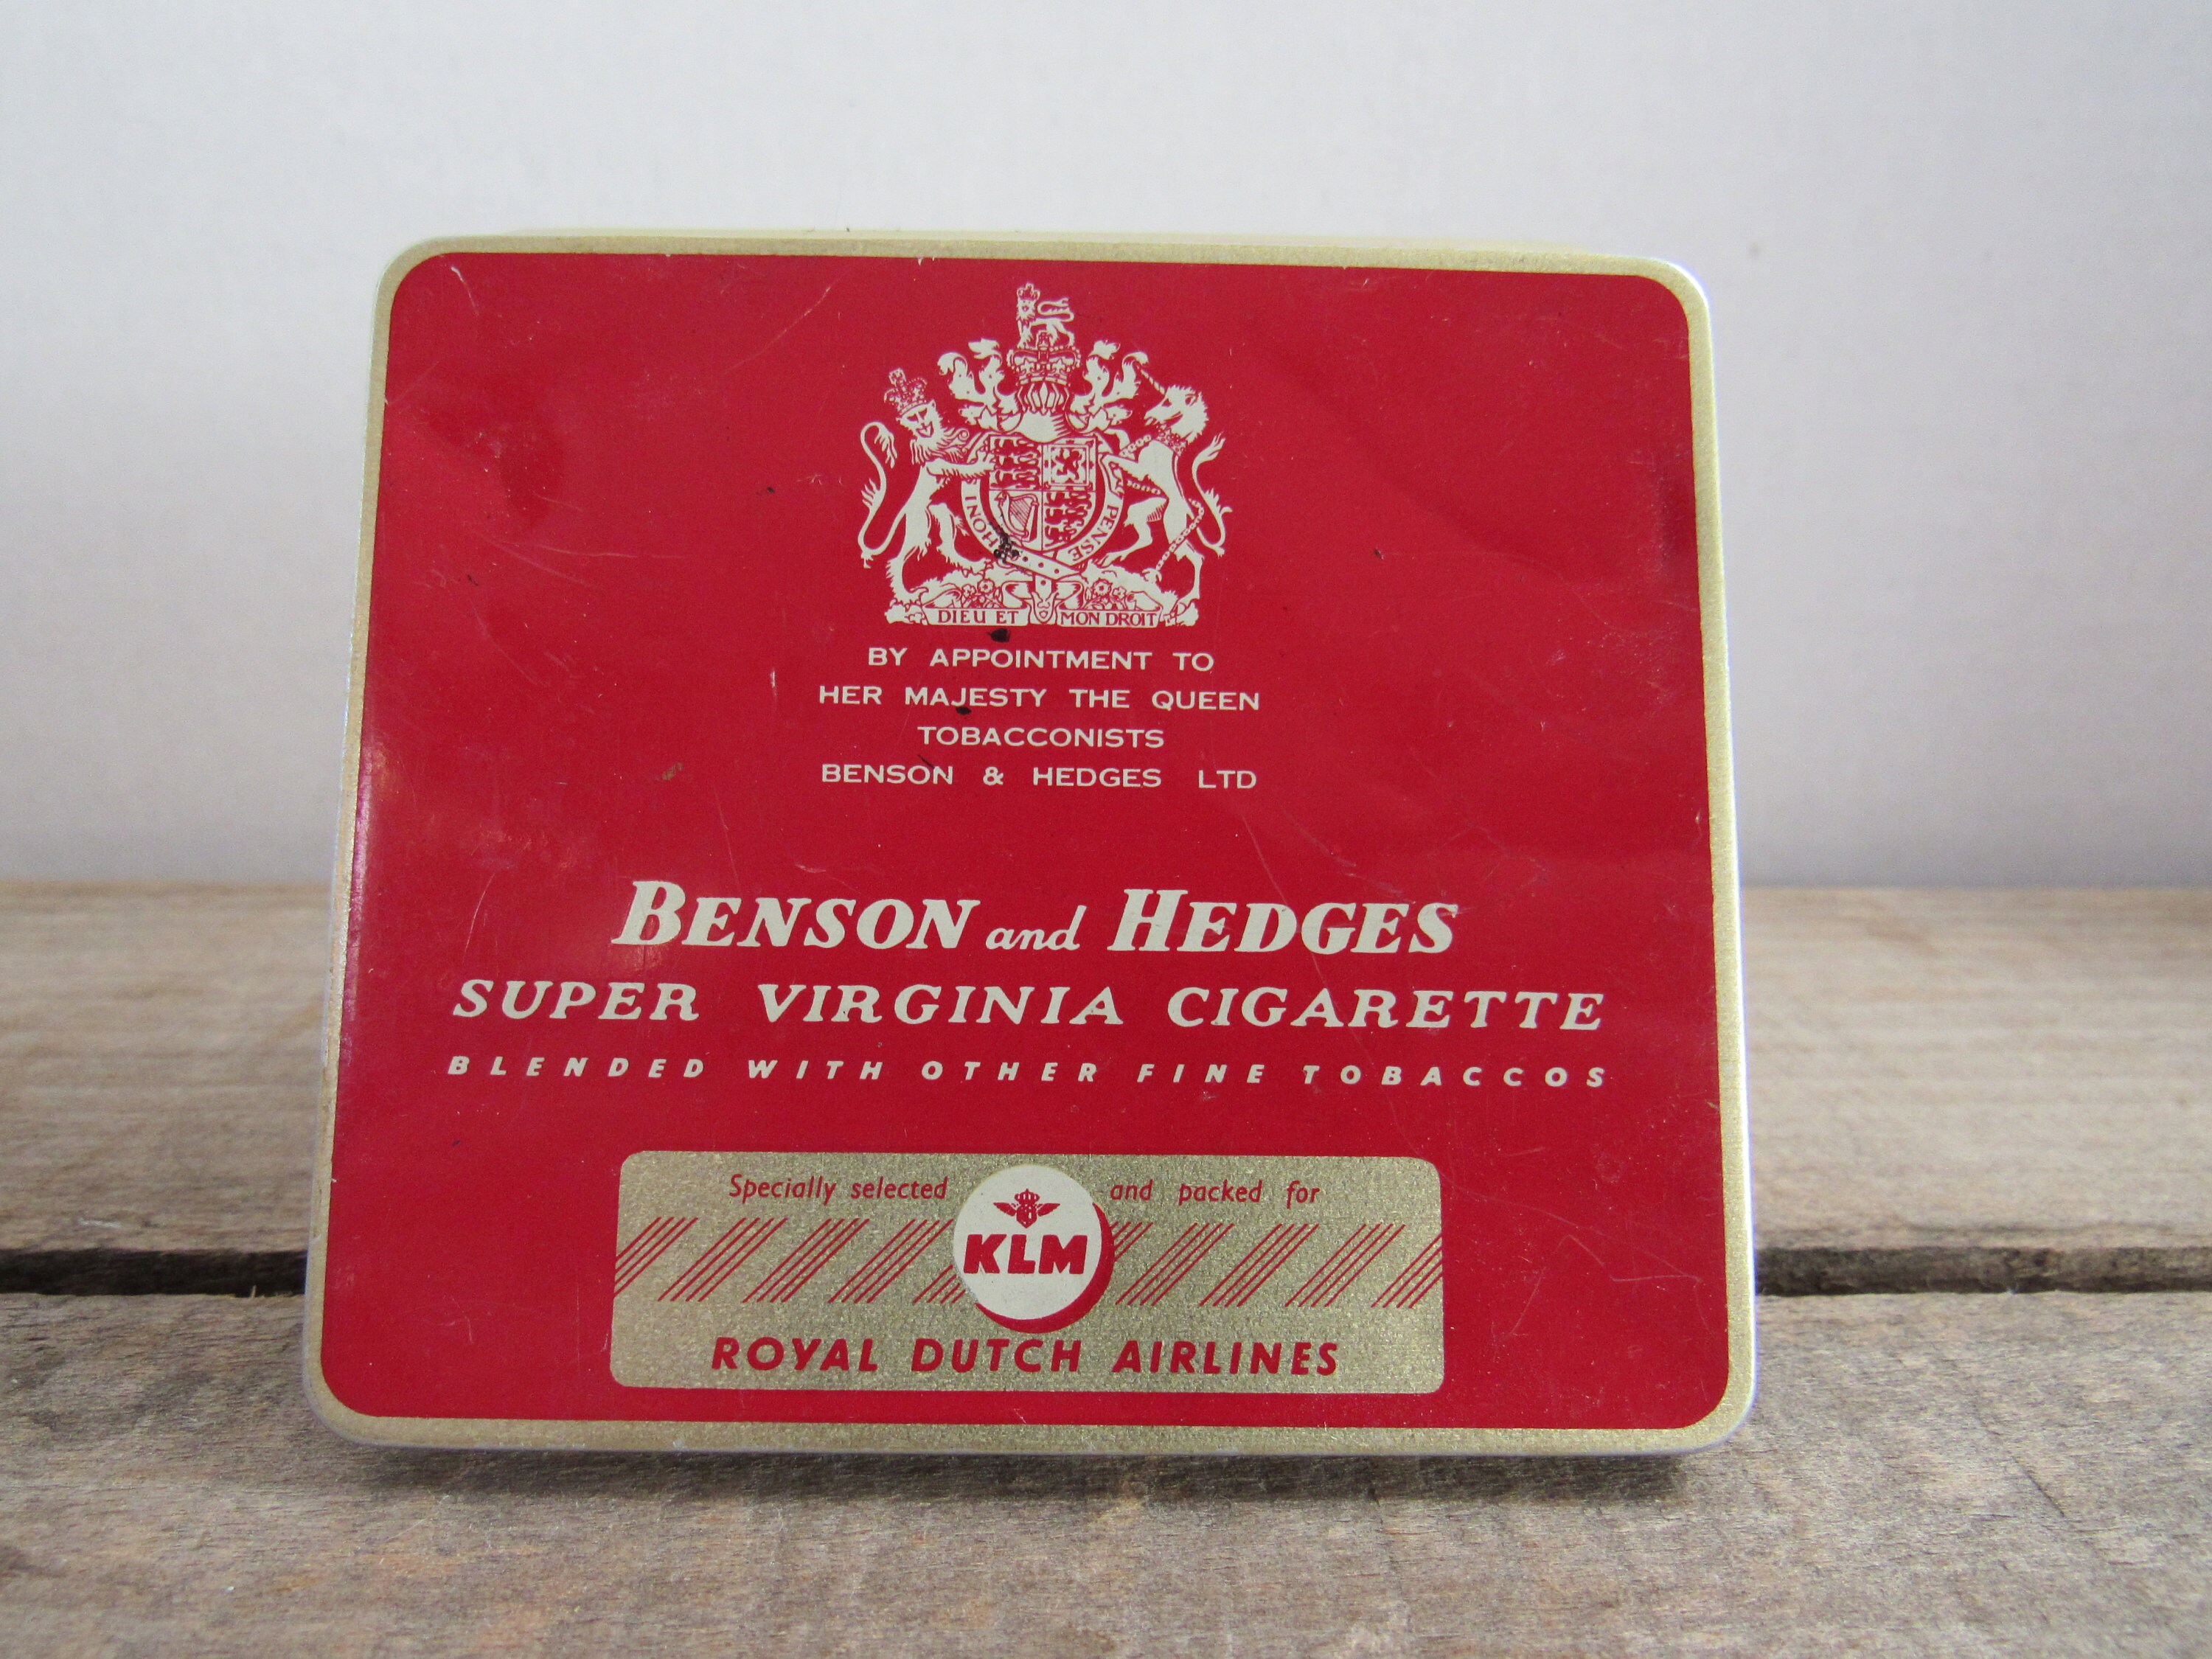 HONI PENSE
DIEU ET MON DROIT
BY APPOINTMENT TO
HER MAJESTY THE QUEEN
TOBACCONISTS
BENSON & HEDGES LTD
BENSON and HEDGES
SUPER VIRGINIA CIGARETTE
BLENDED WITH OTHER FINE TOBACCOS
Specially selected and packed for
KLM
ROYAL DUTCH AIRLINES